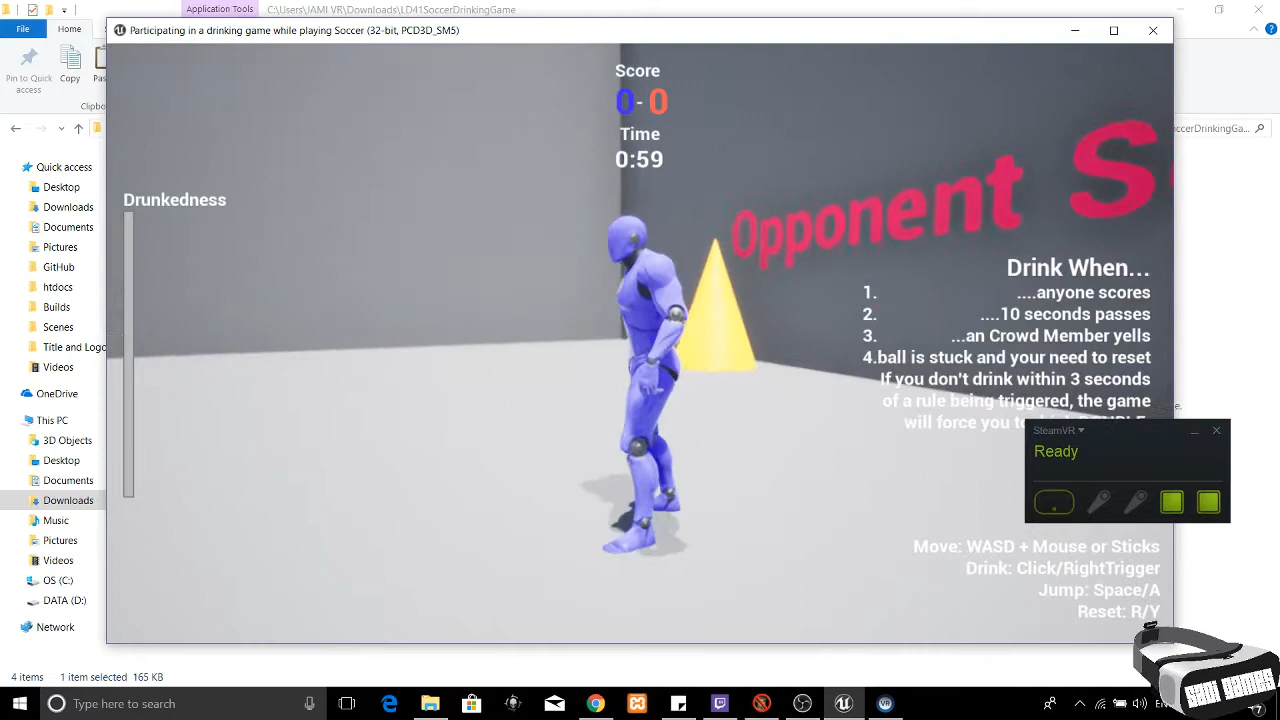 Application Tools
C:\Users\JAMI VR\Downloads\LD41SoccerDrinkingGame
Participating in a drinking game while playing Soccer (32-bit, PCD3D_SM5)
File
Home
Pin to Quick
access
Copy
Clipb
Quick access
Desktop
Downloads
Documents
Pictures
GitHub
htdocs
Builds
Scenes
Title and Logo
OneDrive
This PC
3D Objects
Desktop
Documents
Downloads
Music
Pictures
Videos
OS (C:)
DATA (D:)
Network
4 items
1 item selected 165 KB
Score
0 - 0
Time
0:59
Drunkedness
Opponent S
Drink When...
1. ....anyone scores
2. ....10 seconds passes
3. ...an Crowd Member yells
4.ball is stuck and your need to reset
If you don't drink within 3 seconds
of a rule being triggered, the game
will force you to
SteamVR
Ready
Move: WASD + Mouse or Sticks
Drink: Click/RightTrigger
Jump: Space/A
Reset: R/Y
occerDrinkingGa...
Type here to search